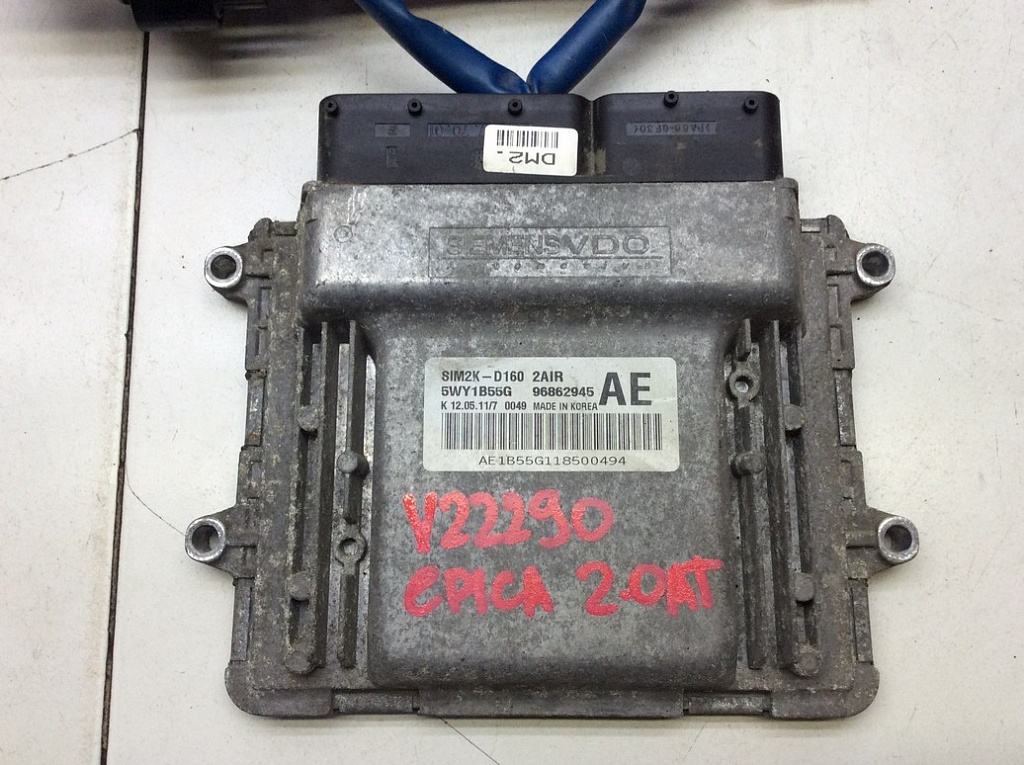 DM2.
SIEMENS VDO
SIM2K-D160 2AIR
5WY1B55G 96862945 AE
K 12.05.11/7 0049 MADE IN KOREA
AE1B55G118500494
V22290
EPICA 2.0AT